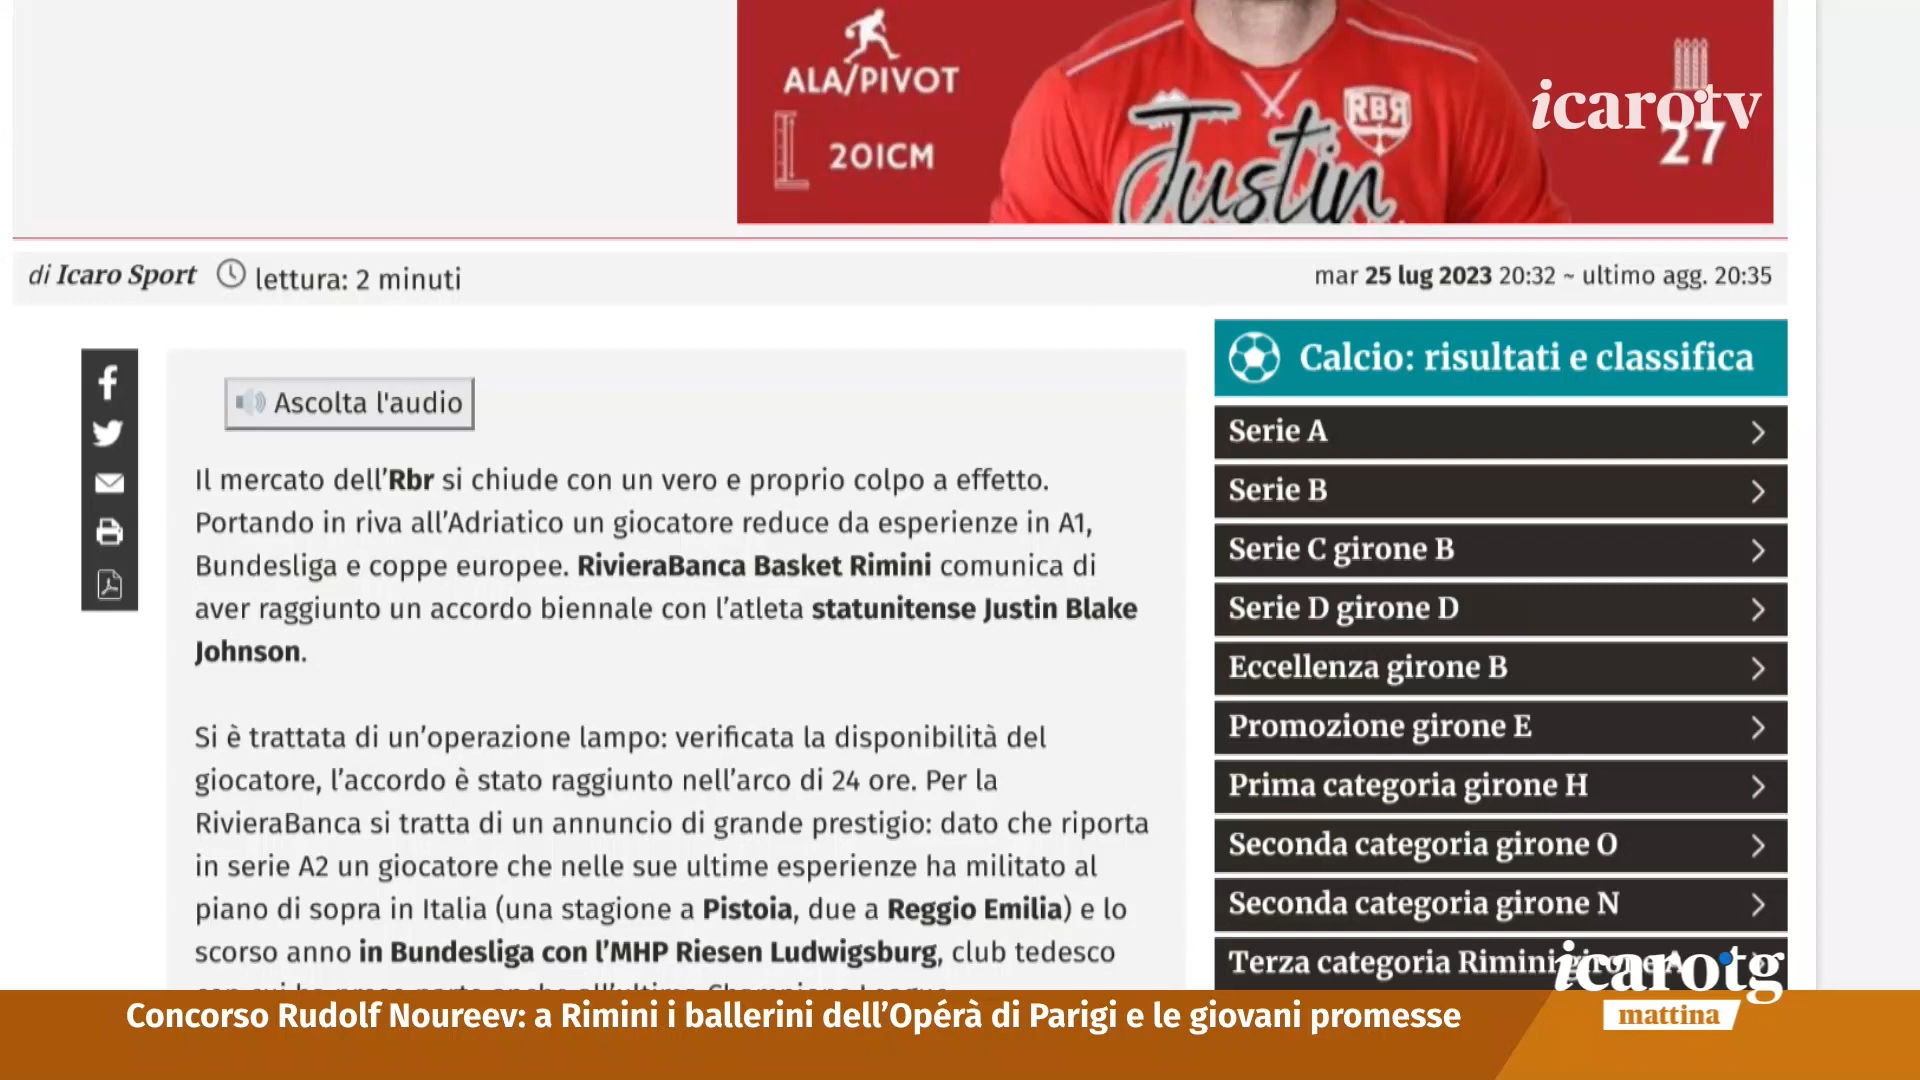 ALA/PIVOT
201CM
Justin
RBR
27
icarotv
di Icaro Sport lettura: 2 minuti
mar 25 lug 2023 20:32 ~ ultimo agg. 20:35
Ascolta l'audio
Il mercato dell’Rbr si chiude con un vero e proprio colpo a effetto.
Portando in riva all’Adriatico un giocatore reduce da esperienze in A1,
Bundesliga e coppe europee. RivieraBanca Basket Rimini comunica di
aver raggiunto un accordo biennale con l’atleta statunitense Justin Blake
Johnson.
Si è trattata di un’operazione lampo: verificata la disponibilità del
giocatore, l’accordo è stato raggiunto nell’arco di 24 ore. Per la
RivieraBanca si tratta di un annuncio di grande prestigio: dato che riporta
in serie A2 un giocatore che nelle sue ultime esperienze ha militato al
piano di sopra in Italia (una stagione a Pistoia, due a Reggio Emilia) e lo
scorso anno in Bundesliga con l’MHP Riesen Ludwigsburg, club tedesco
Calcio: risultati e classifica
Serie A
Serie B
Serie C girone B
Serie D girone D
Eccellenza girone B
Promozione girone E
Prima categoria girone H
Seconda categoria girone O
Seconda categoria girone N
Terza categoria Rimini girone A
icarotg
mattina
Concorso Rudolf Noureev: a Rimini i ballerini dell’Opérà di Parigi e le giovani promesse